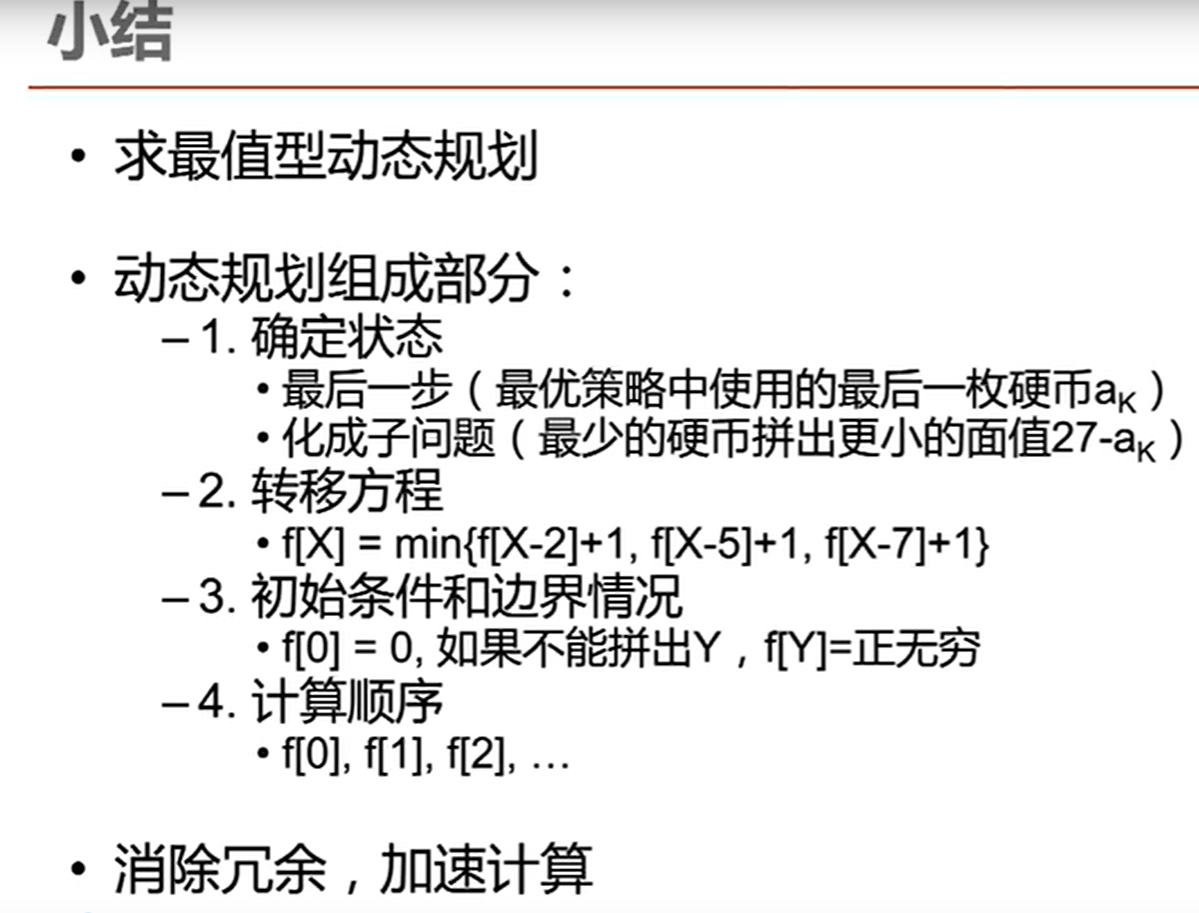 小结
• 求最值型动态规划
• 动态规划组成部分：
– 1. 确定状态
• 最后一步（最优策略中使用的最后一枚硬币aK）
• 化成子问题（最少的硬币拼出更小的面值27-aK）
– 2. 转移方程
• f[X] = min{f[X-2]+1, f[X-5]+1, f[X-7]+1}
– 3. 初始条件和边界情况
• f[0] = 0, 如果不能拼出Y，f[Y]=正无穷
– 4. 计算顺序
• f[0], f[1], f[2], …
• 消除冗余，加速计算